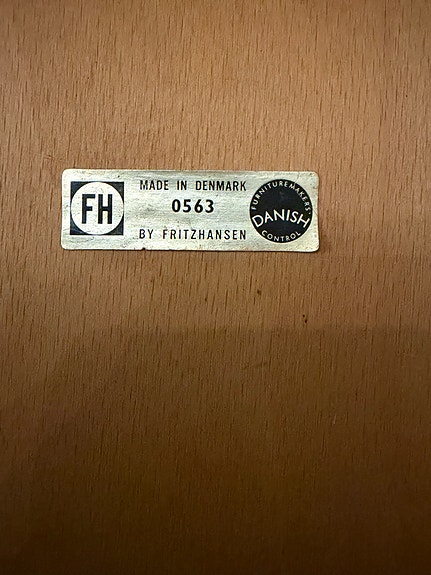 FH
MADE IN DENMARK
0563
BY FRITZHANSEN
FURNITUREMAKERS'
DANISH
CONTROL